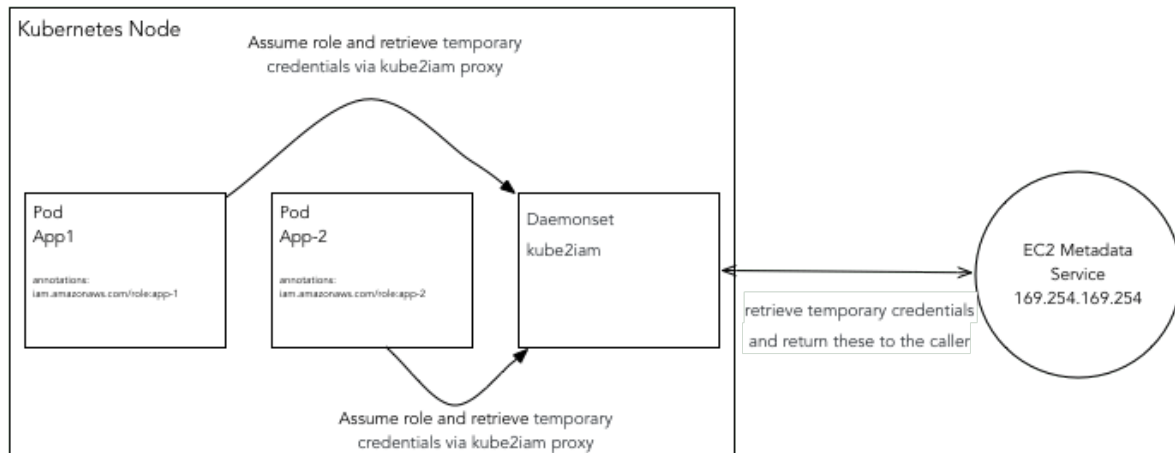 Kubernetes Node
Assume role and retrieve temporary
credentials via kube2iam proxy
Pod
App1
annotations:
iam.amazonaws.com/role:app-1
Pod
App-2
annotations:
iam.amazonaws.com/role:app-2
Daemonset
kube2iam
EC2 Metadata
Service
169.254.169.254
retrieve temporary credentials
and return these to the caller
Assume role and retrieve temporary
credentials via kube2iam proxy